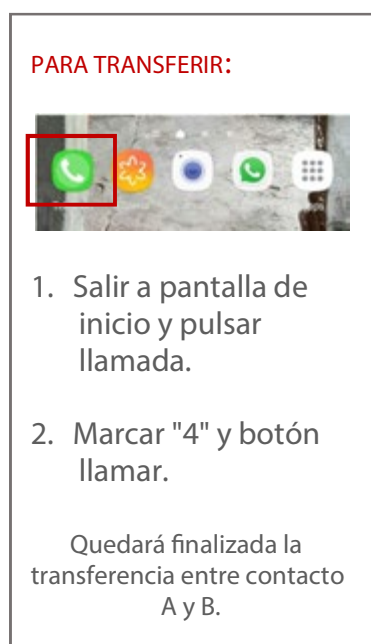 PARA TRANSFERIR:
1. Salir a pantalla de
inicio y pulsar
llamada.
2. Marcar "4" y botón
llamar.
Quedará finalizada la
transferencia entre contacto
A y B.